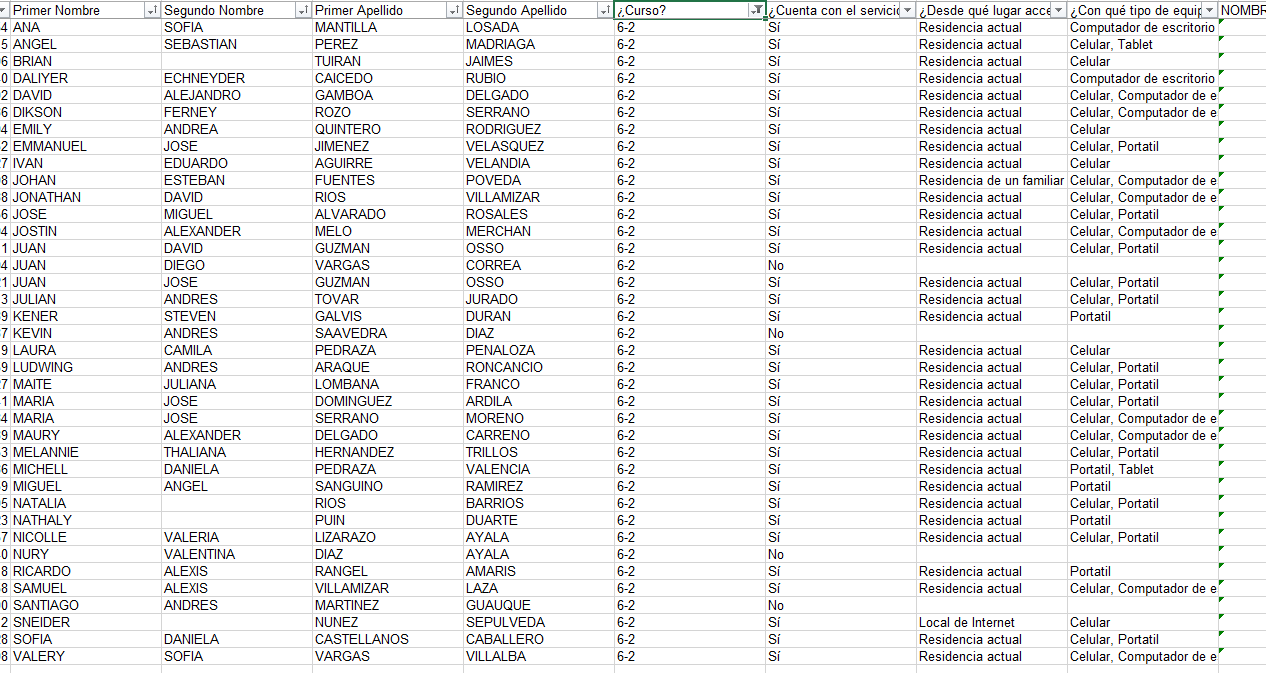 Primer Nombre Segundo Nombre Primer Apellido Segundo Apellido ¿Curso? ¿Cuenta con el servicio ¿Desde qué lugar acce ¿Con qué tipo de equip NOMBR
4 ANA SOFIA MANTILLA LOSADA 6-2 Sí Residencia actual Computador de escritorio
5 ANGEL SEBASTIAN PEREZ MADRIAGA 6-2 Sí Residencia actual Celular, Tablet
6 BRIAN TUIRAN JAIMES 6-2 Sí Residencia actual Celular
0 DALIYER ECHNEYDER CAICEDO RUBIO 6-2 Sí Residencia actual Computador de escritorio
2 DAVID ALEJANDRO GAMBOA DELGADO 6-2 Sí Residencia actual Celular, Computador de e
6 DIKSON FERNEY ROZO SERRANO 6-2 Sí Residencia actual Celular, Computador de e
4 EMILY ANDREA QUINTERO RODRIGUEZ 6-2 Sí Residencia actual Celular
2 EMMANUEL JOSE JIMENEZ VELASQUEZ 6-2 Sí Residencia actual Celular, Portatil
7 IVAN EDUARDO AGUIRRE VELANDIA 6-2 Sí Residencia actual Celular
8 JOHAN ESTEBAN FUENTES POVEDA 6-2 Sí Residencia de un familiar Celular, Computador de e
8 JONATHAN DAVID RIOS VILLAMIZAR 6-2 Sí Residencia actual Celular, Computador de e
6 JOSE MIGUEL ALVARADO ROSALES 6-2 Sí Residencia actual Celular, Portatil
4 JOSTIN ALEXANDER MELO MERCHAN 6-2 Sí Residencia actual Celular, Computador de e
1 JUAN DAVID GUZMAN OSSO 6-2 Sí Residencia actual Celular, Portatil
4 JUAN DIEGO VARGAS CORREA 6-2 No
1 JUAN JOSE GUZMAN OSSO 6-2 Sí Residencia actual Celular, Portatil
3 JULIAN ANDRES TOVAR JURADO 6-2 Sí Residencia actual Celular, Portatil
9 KENER STEVEN GALVIS DURAN 6-2 Sí Residencia actual Portatil
7 KEVIN ANDRES SAAVEDRA DIAZ 6-2 No
9 LAURA CAMILA PEDRAZA PENALOZA 6-2 Sí Residencia actual Celular
9 LUDWING ANDRES ARAQUE RONCANCIO 6-2 Sí Residencia actual Celular, Portatil
7 MAITE JULIANA LOMBANA FRANCO 6-2 Sí Residencia actual Celular, Portatil
1 MARIA JOSE DOMINGUEZ ARDILA 6-2 Sí Residencia actual Celular, Portatil
4 MARIA JOSE SERRANO MORENO 6-2 Sí Residencia actual Celular, Computador de e
9 MAURY ALEXANDER DELGADO CARRENO 6-2 Sí Residencia actual Celular, Computador de e
3 MELANNIE THALIANA HERNANDEZ TRILLOS 6-2 Sí Residencia actual Celular, Portatil
6 MICHELL DANIELA PEDRAZA VALENCIA 6-2 Sí Residencia actual Portatil, Tablet
9 MIGUEL ANGEL SANGUINO RAMIREZ 6-2 Sí Residencia actual Portatil
5 NATALIA RIOS BARRIOS 6-2 Sí Residencia actual Celular, Portatil
3 NATHALY PUIN DUARTE 6-2 Sí Residencia actual Portatil
7 NICOLLE VALERIA LIZARAZO AYALA 6-2 Sí Residencia actual Celular, Portatil
0 NURY VALENTINA DIAZ AYALA 6-2 No
8 RICARDO ALEXIS RANGEL AMARIS 6-2 Sí Residencia actual Portatil
8 SAMUEL ALEXIS VILLAMIZAR LAZA 6-2 Sí Residencia actual Celular, Computador de e
0 SANTIAGO ANDRES MARTINEZ GUAUQUE 6-2 No
2 SNEIDER NUNEZ SEPULVEDA 6-2 Sí Local de Internet Celular
8 SOFIA DANIELA CASTELLANOS CABALLERO 6-2 Sí Residencia actual Celular, Portatil
8 VALERY SOFIA VARGAS VILLALBA 6-2 Sí Residencia actual Celular, Computador de e